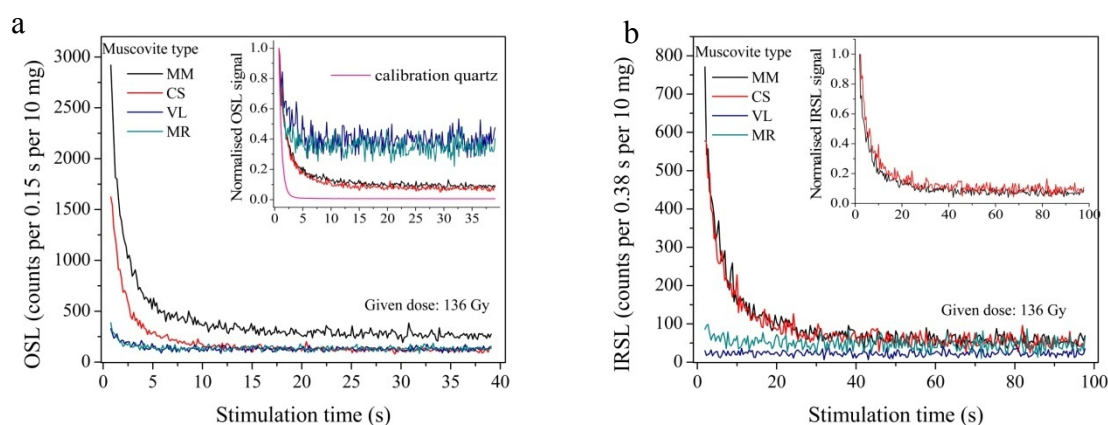 a
OSL (counts per 0.15 s per 10 mg)
3000
2500
2000
1500
1000
500
0
Muscovite type
MM
CS
VL
MR
Normalised OSL signal
1.0
0.8
0.6
0.4
0.2
0.0
calibration quartz
0 5 10 15 20 25 30 35
Given dose: 136 Gy
0 5 10 15 20 25 30 35 40
Stimulation time (s)
b
IRSL (counts per 0.38 s per 10 mg)
800
700
600
500
400
300
200
100
0
Muscovite type
MM
CS
VL
MR
Normalised IRSL signal
1.0
0.8
0.6
0.4
0.2
0.0
0 20 40 60 80 100
Given dose: 136 Gy
0 20 40 60 80 100
Stimulation time (s)